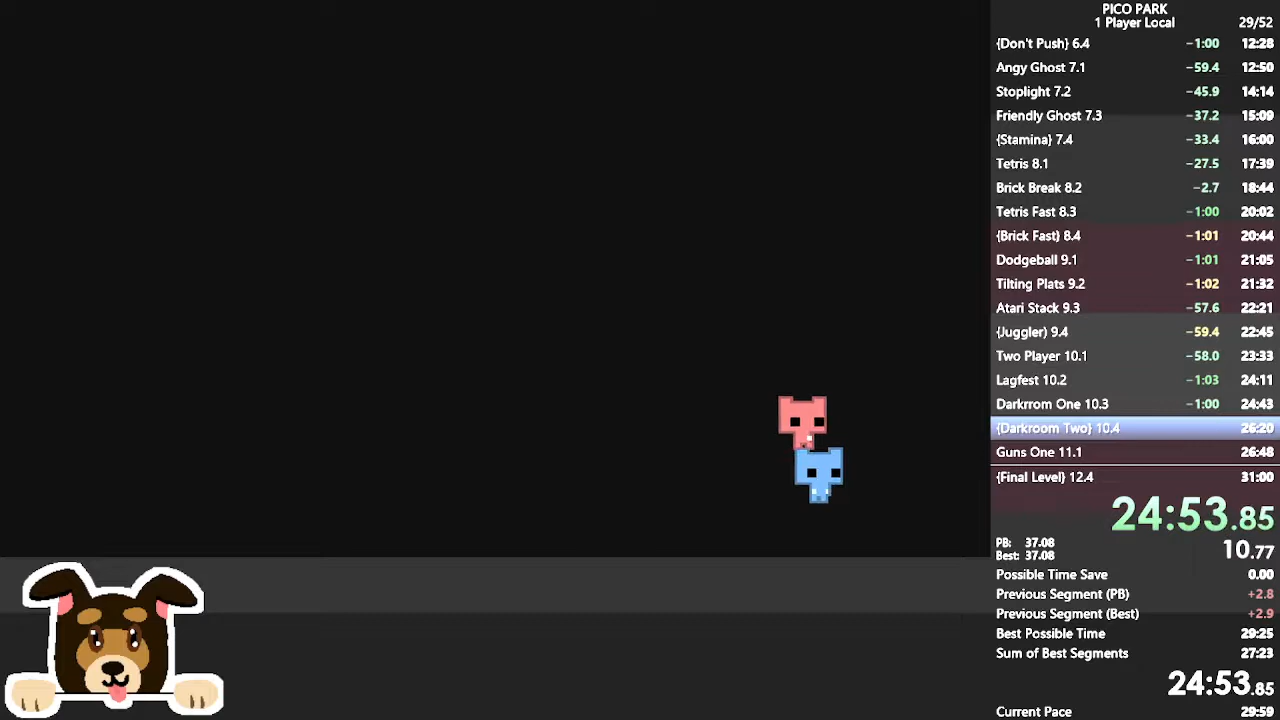 PICO PARK
1 Player Local 29/52
{Don't Push} 6.4 −1:00 12:28
Angy Ghost 7.1 −59.4 12:50
Stoplight 7.2 −45.9 14:14
Friendly Ghost 7.3 −37.2 15:09
{Stamina} 7.4 −33.4 16:00
Tetris 8.1 −27.5 17:39
Brick Break 8.2 −2.7 18:44
Tetris Fast 8.3 −1:00 20:02
{Brick Fast} 8.4 −1:01 20:44
Dodgeball 9.1 −1:01 21:05
Tilting Plats 9.2 −1:02 21:32
Atari Stack 9.3 −57.6 22:21
{Juggler) 9.4 −59.4 22:45
Two Player 10.1 −58.0 23:33
Lagfest 10.2 −1:03 24:11
Darkrrom One 10.3 −1:00 24:43
{Darkroom Two} 10.4 26:20
Guns One 11.1 26:48
{Final Level} 12.4 31:00
24:53.85
PB: 37.08 10.77
Best: 37.08
Possible Time Save 0.00
Previous Segment (PB) +2.8
Previous Segment (Best) +2.9
Best Possible Time 29:25
Sum of Best Segments 27:23
24:53.85
Current Pace 29:59